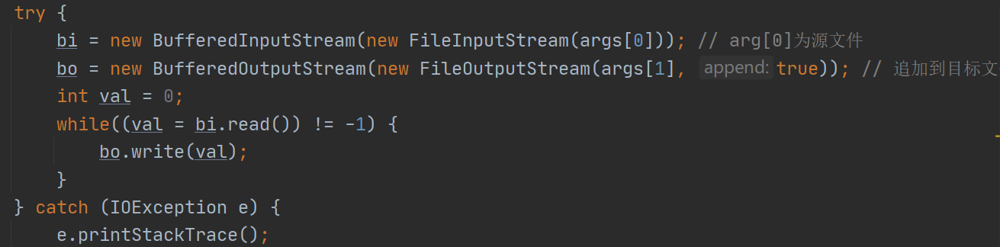 try {
bi = new BufferedInputStream(new FileInputStream(args[0])); // arg[0]为源文件
bo = new BufferedOutputStream(new FileOutputStream(args[1], append: true)); // 追加到目标文
int val = 0;
while((val = bi.read()) != -1) {
bo.write(val);
}
} catch (IOException e) {
e.printStackTrace();